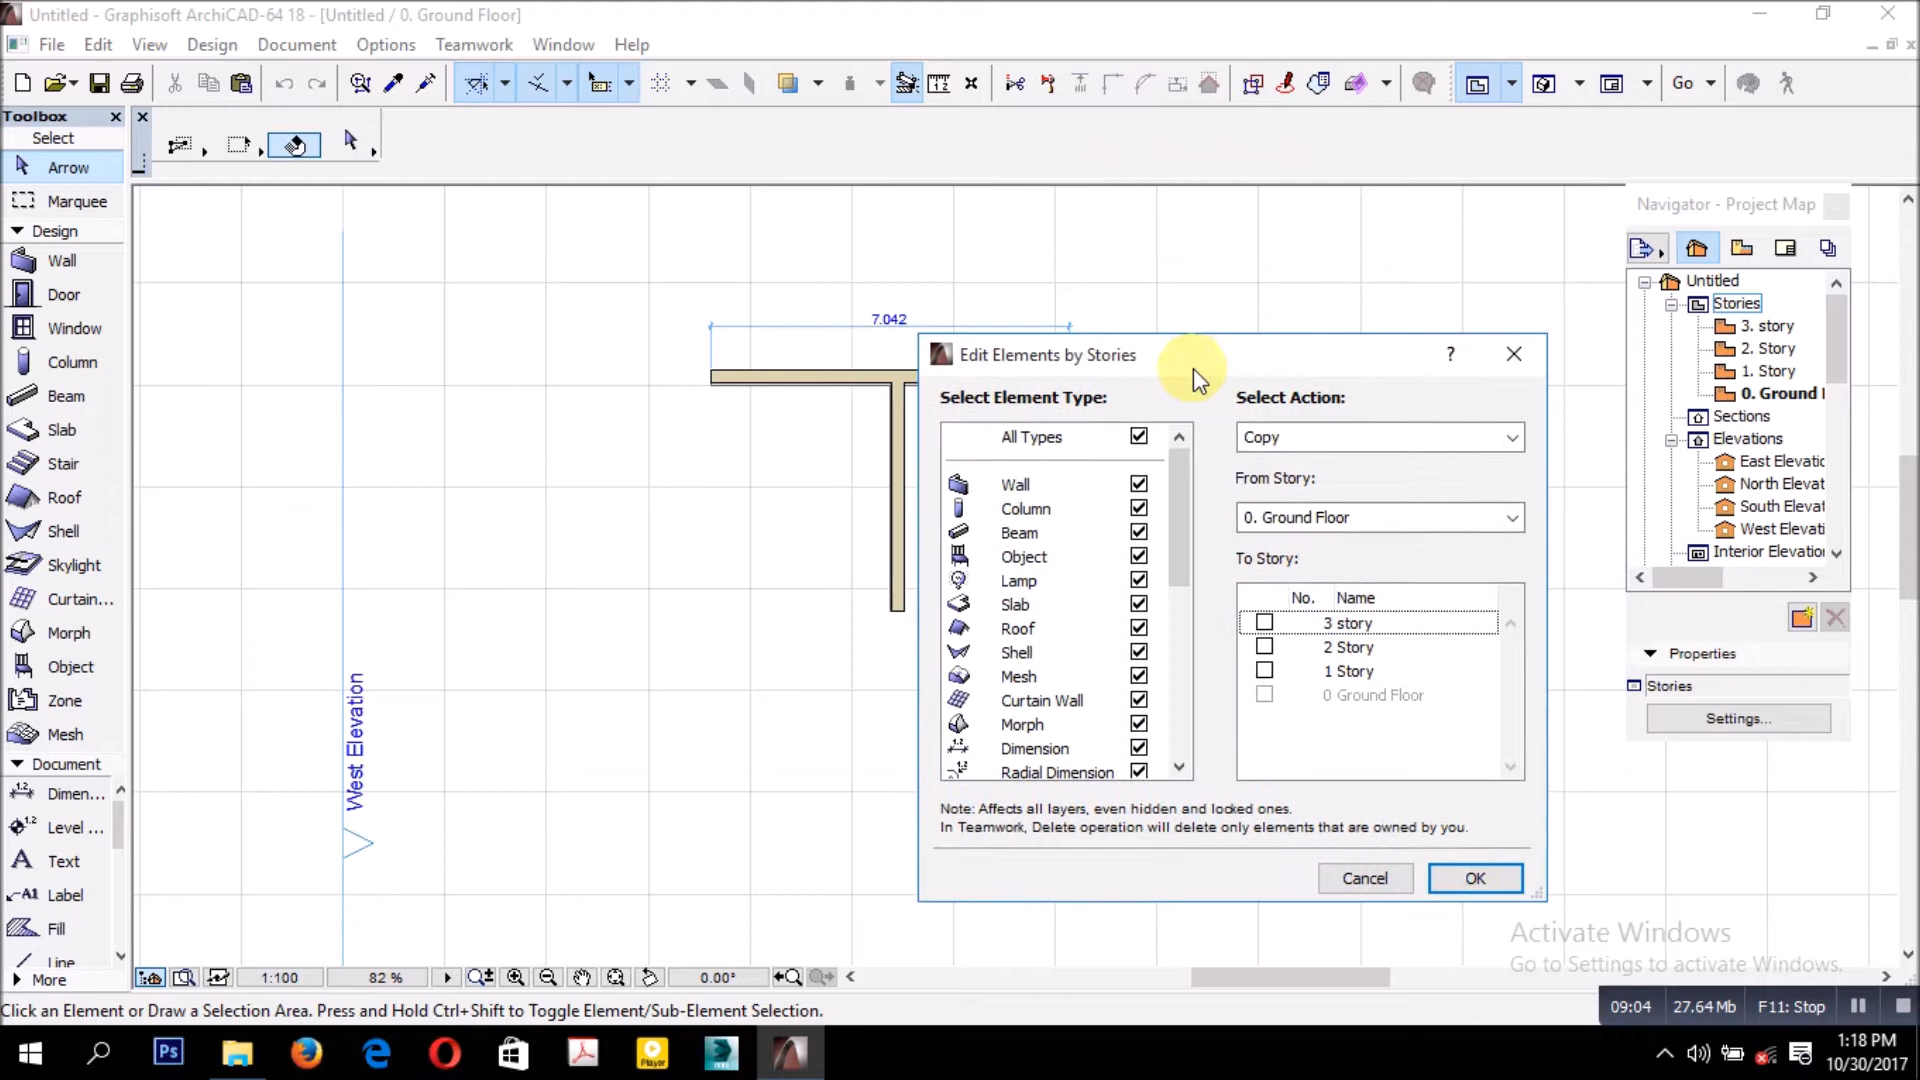 Untitled - Graphisoft ArchiCAD-64 18 - [Untitled / 0. Ground Floor]
File Edit View Design Document Options Teamwork Window Help
Go
Toolbox
Select
Arrow
Marquee
Design
Wall
Door
Window
Column
Beam
Slab
Stair
Roof
Shell
Skylight
Curtain...
Morph
Object
Zone
Mesh
Document
Dimen...
Level ...
Text
A1 Label
Fill
Line
More
7.042
West Elevation
Edit Elements by Stories
?
Select Element Type:
All Types
Wall
Column
Beam
Object
Lamp
Slab
Roof
Shell
Mesh
Curtain Wall
Morph
Dimension
Radial Dimension
Select Action:
Copy
From Story:
0. Ground Floor
To Story:
No. Name
3 story
2 Story
1 Story
0 Ground Floor
Note: Affects all layers, even hidden and locked ones.
In Teamwork, Delete operation will delete only elements that are owned by you.
Cancel OK
Navigator - Project Map
Untitled
Stories
3. story
2. Story
1. Story
0. Ground
Sections
Elevations
East Elevatic
North Elevat
South Elevat
West Elevati
Interior Elevation
Properties
Stories
Settings...
Activate Windows
Go to Settings to activate Windows.
1:100 82 % 0.00°
Click an Element or Draw a Selection Area. Press and Hold Ctrl+Shift to Toggle Element/Sub-Element Selection.
09:04 27.64 Mb F11: Stop
Ps
Player
1:18 PM
10/30/2017